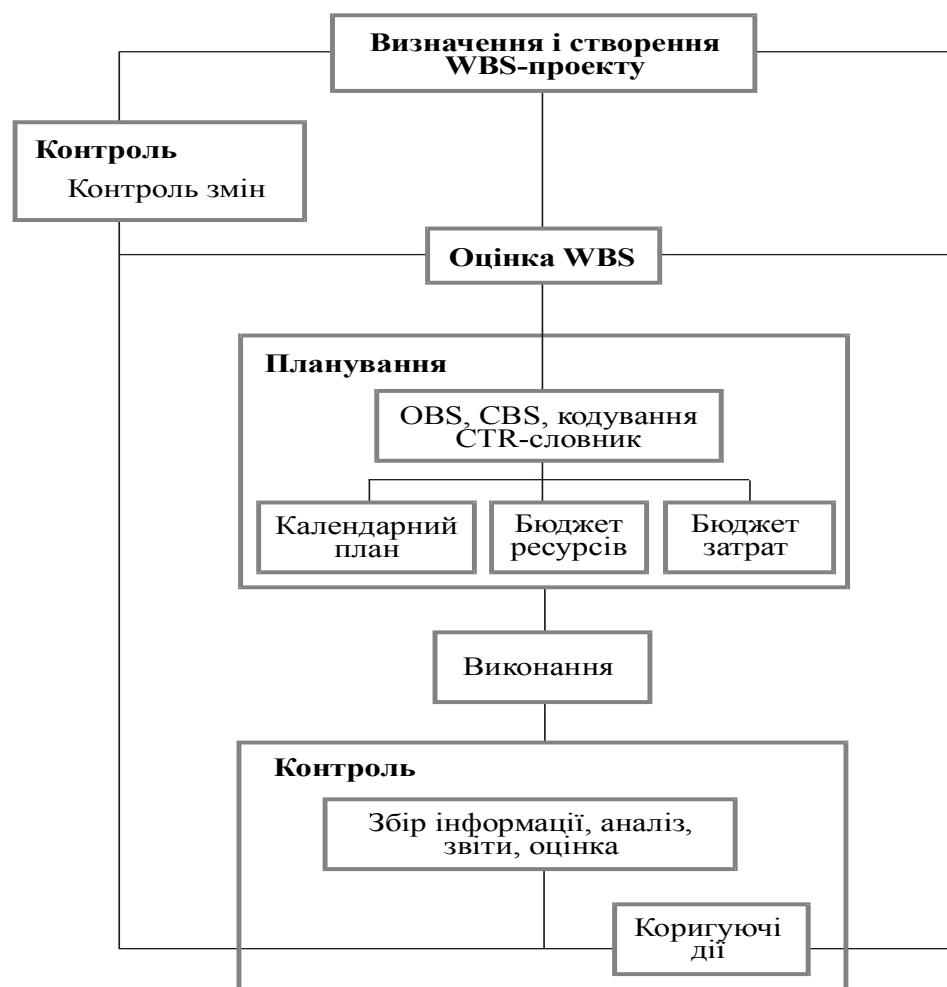 Визначення і створення
WBS-проекту
Контроль
Контроль змін
Оцінка WBS
Планування
OBS, CBS, кодування
CTR-словник
Календарний
план
Бюджет
ресурсів
Бюджет
затрат
Виконання
Контроль
Збір інформації, аналіз,
звіти, оцінка
Коригуючі
дії